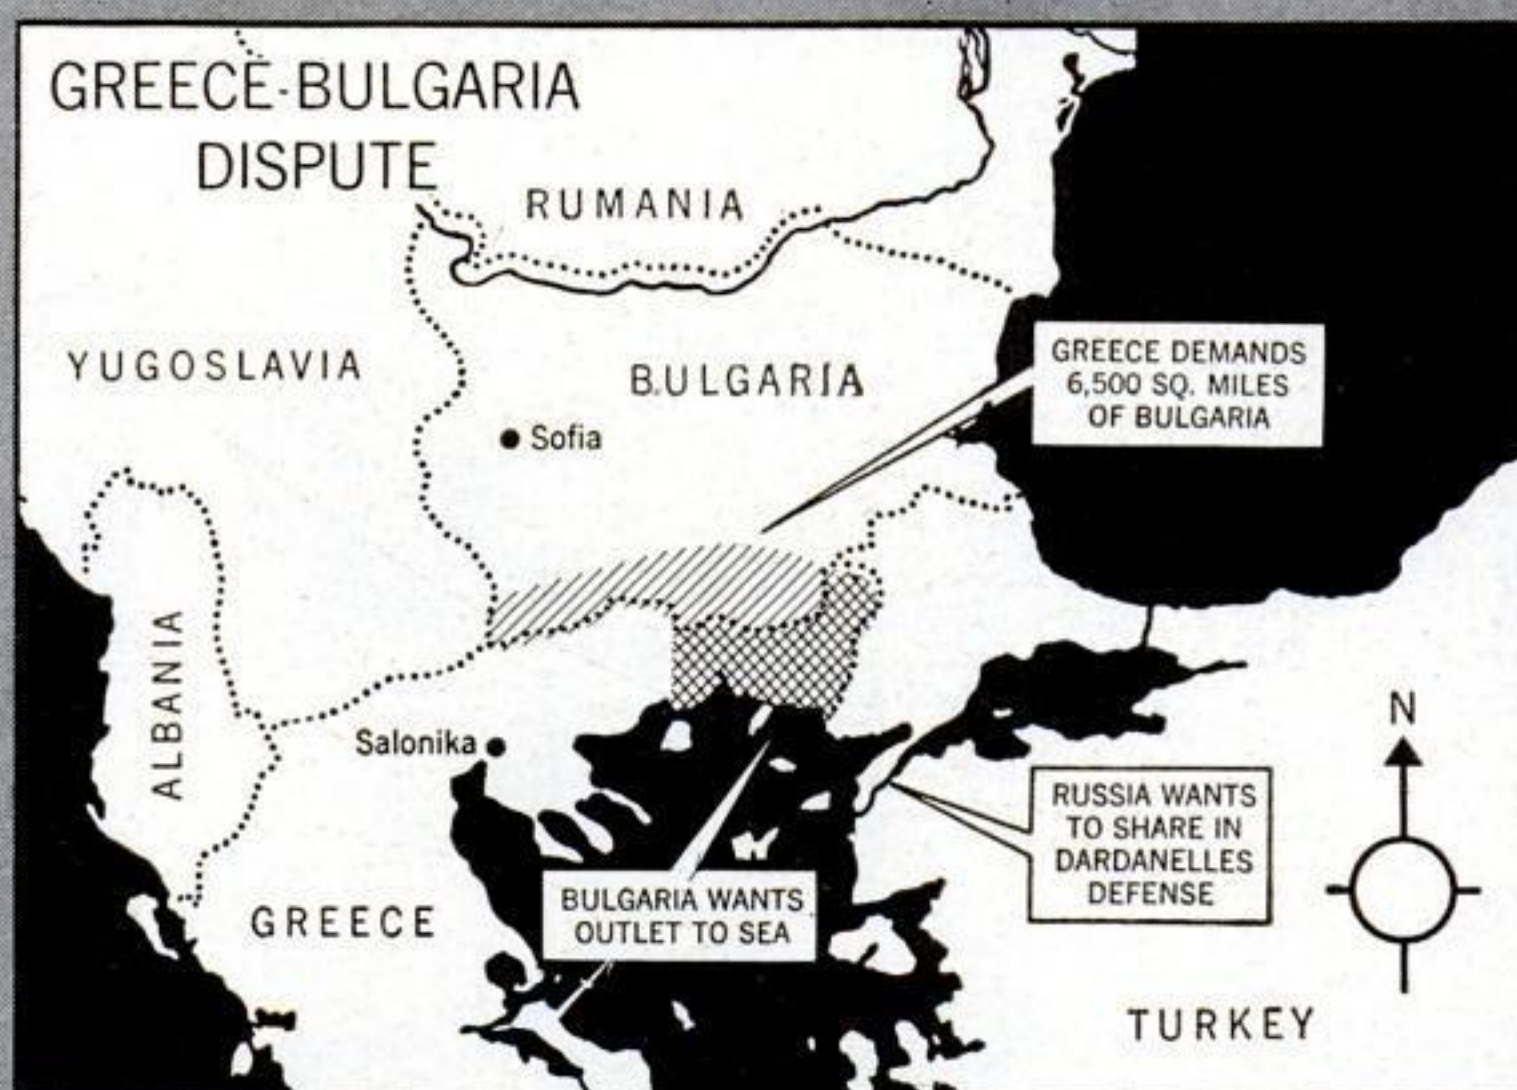 GREECE-BULGARIA
DISPUTE
RUMANIA
YUGOSLAVIA
BULGARIA
GREECE DEMANDS
6,500 SQ. MILES
OF BULGARIA
Sofia
ALBANIA
Salonika
N
RUSSIA WANTS
TO SHARE IN
DARDANELLES
DEFENSE
BULGARIA WANTS
OUTLET TO SEA
GREECE
TURKEY